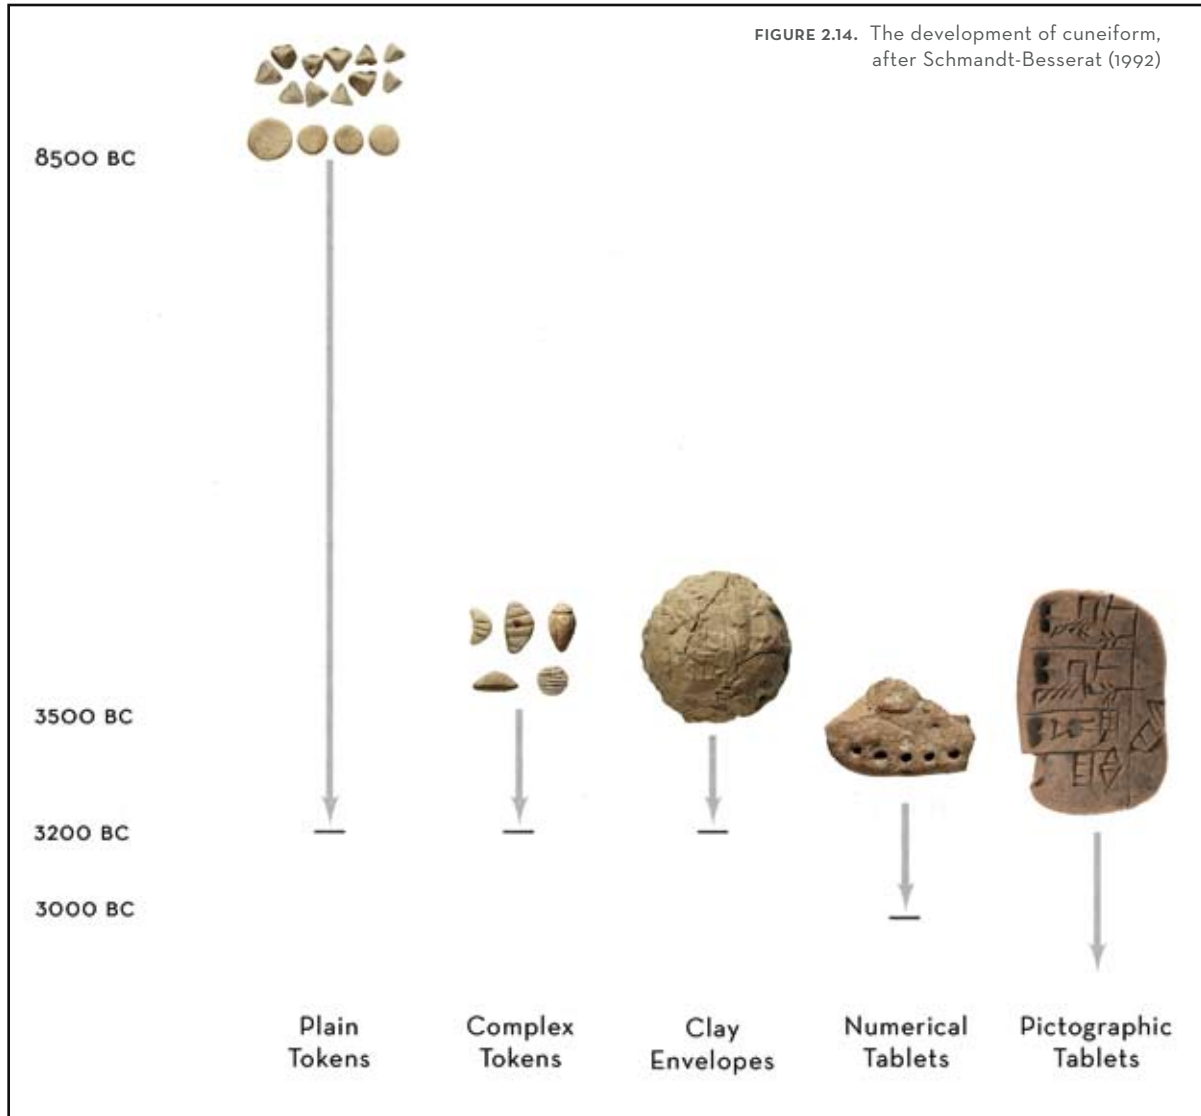 FIGURE 2.14. The development of cuneiform,
after Schmandt-Besserat (1992)
8500 BC
3500 BC
3200 BC
3000 BC
Plain
Tokens
Complex
Tokens
Clay
Envelopes
Numerical
Tablets
Pictographic
Tablets